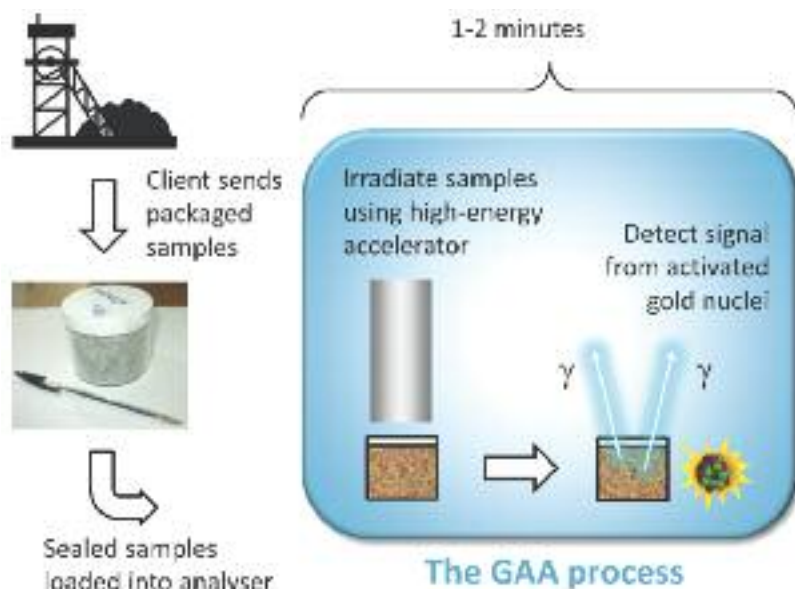 1-2 minutes
Client sends
packaged
samples
Irradiate samples
using high-energy
accelerator
Detect signal
from activated
gold nuclei
γ
γ
Sealed samples
loaded into analyser
The GAA process